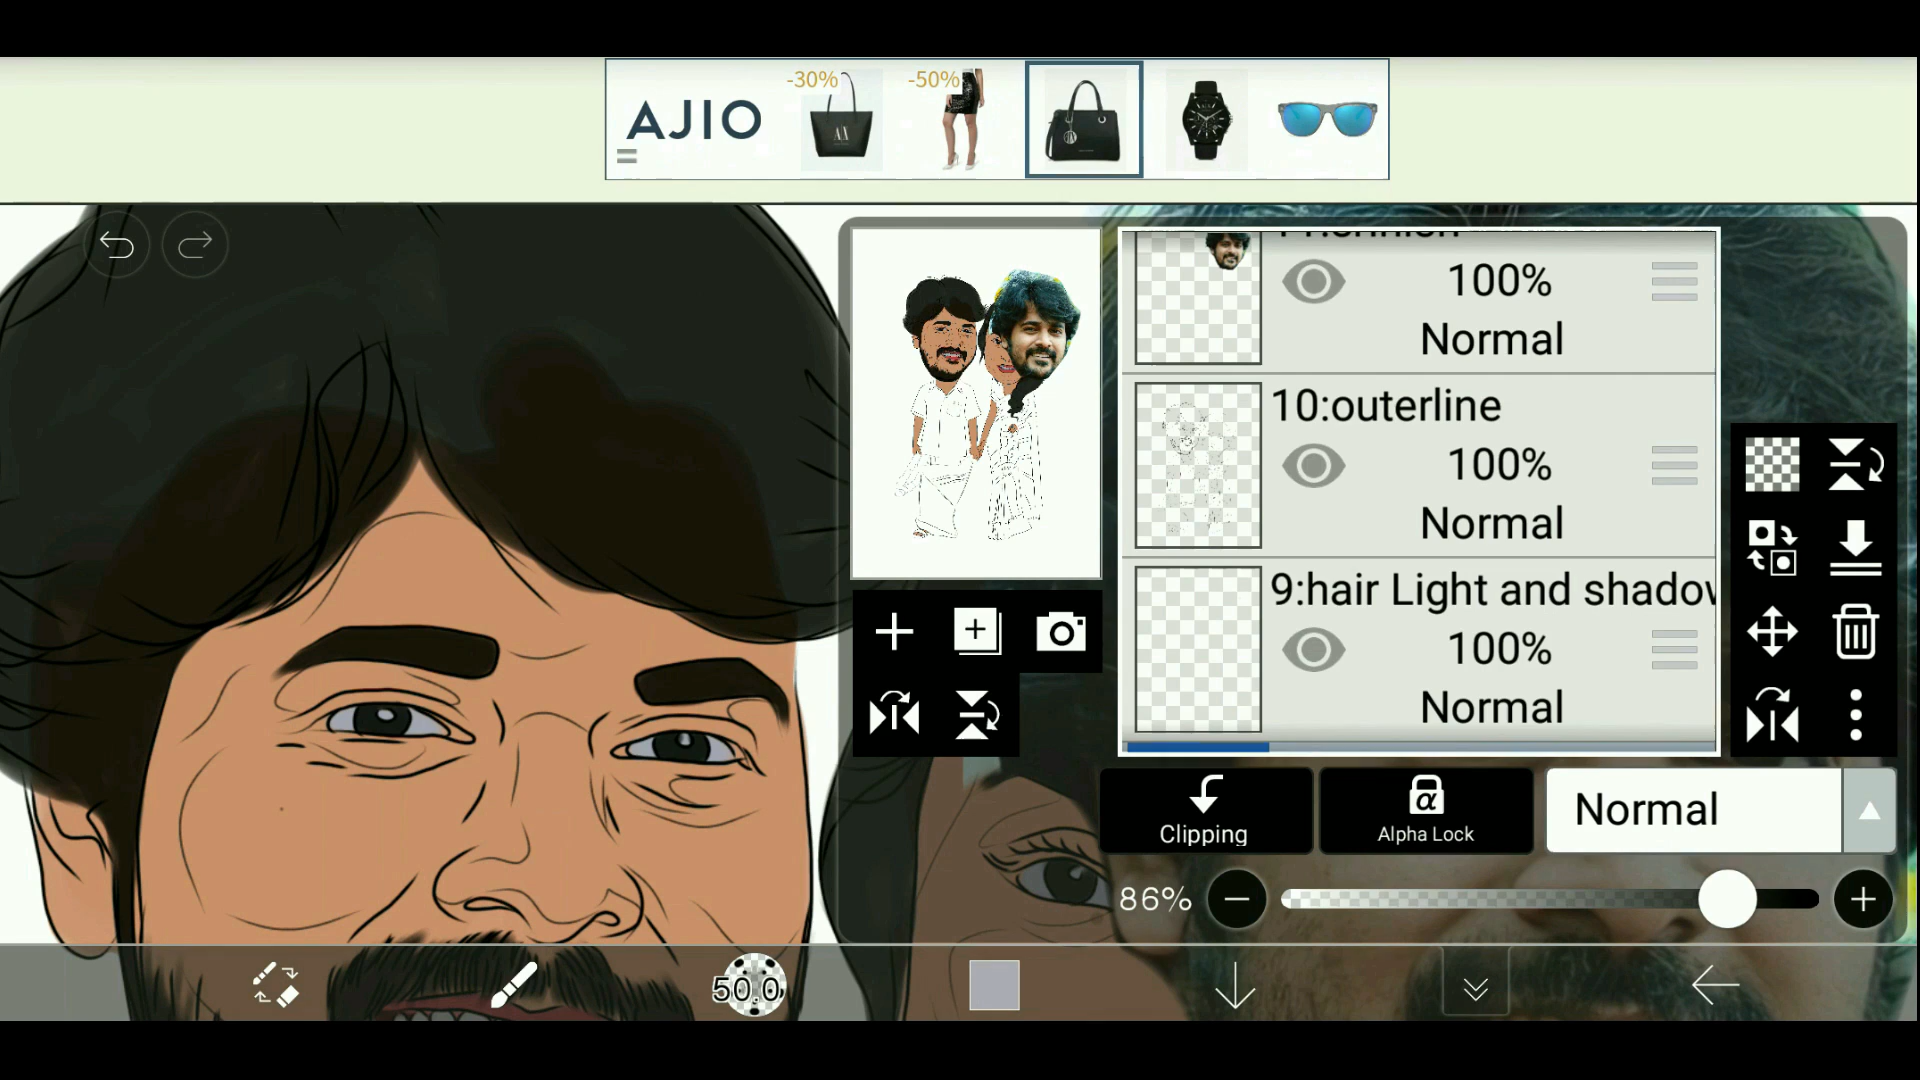 -30%
-50%
AJIO
100%
Normal
10:outerline
100%
Normal
9:hair Light and shadow
100%
Normal
Clipping
α
Alpha Lock
Normal
86%
50.0